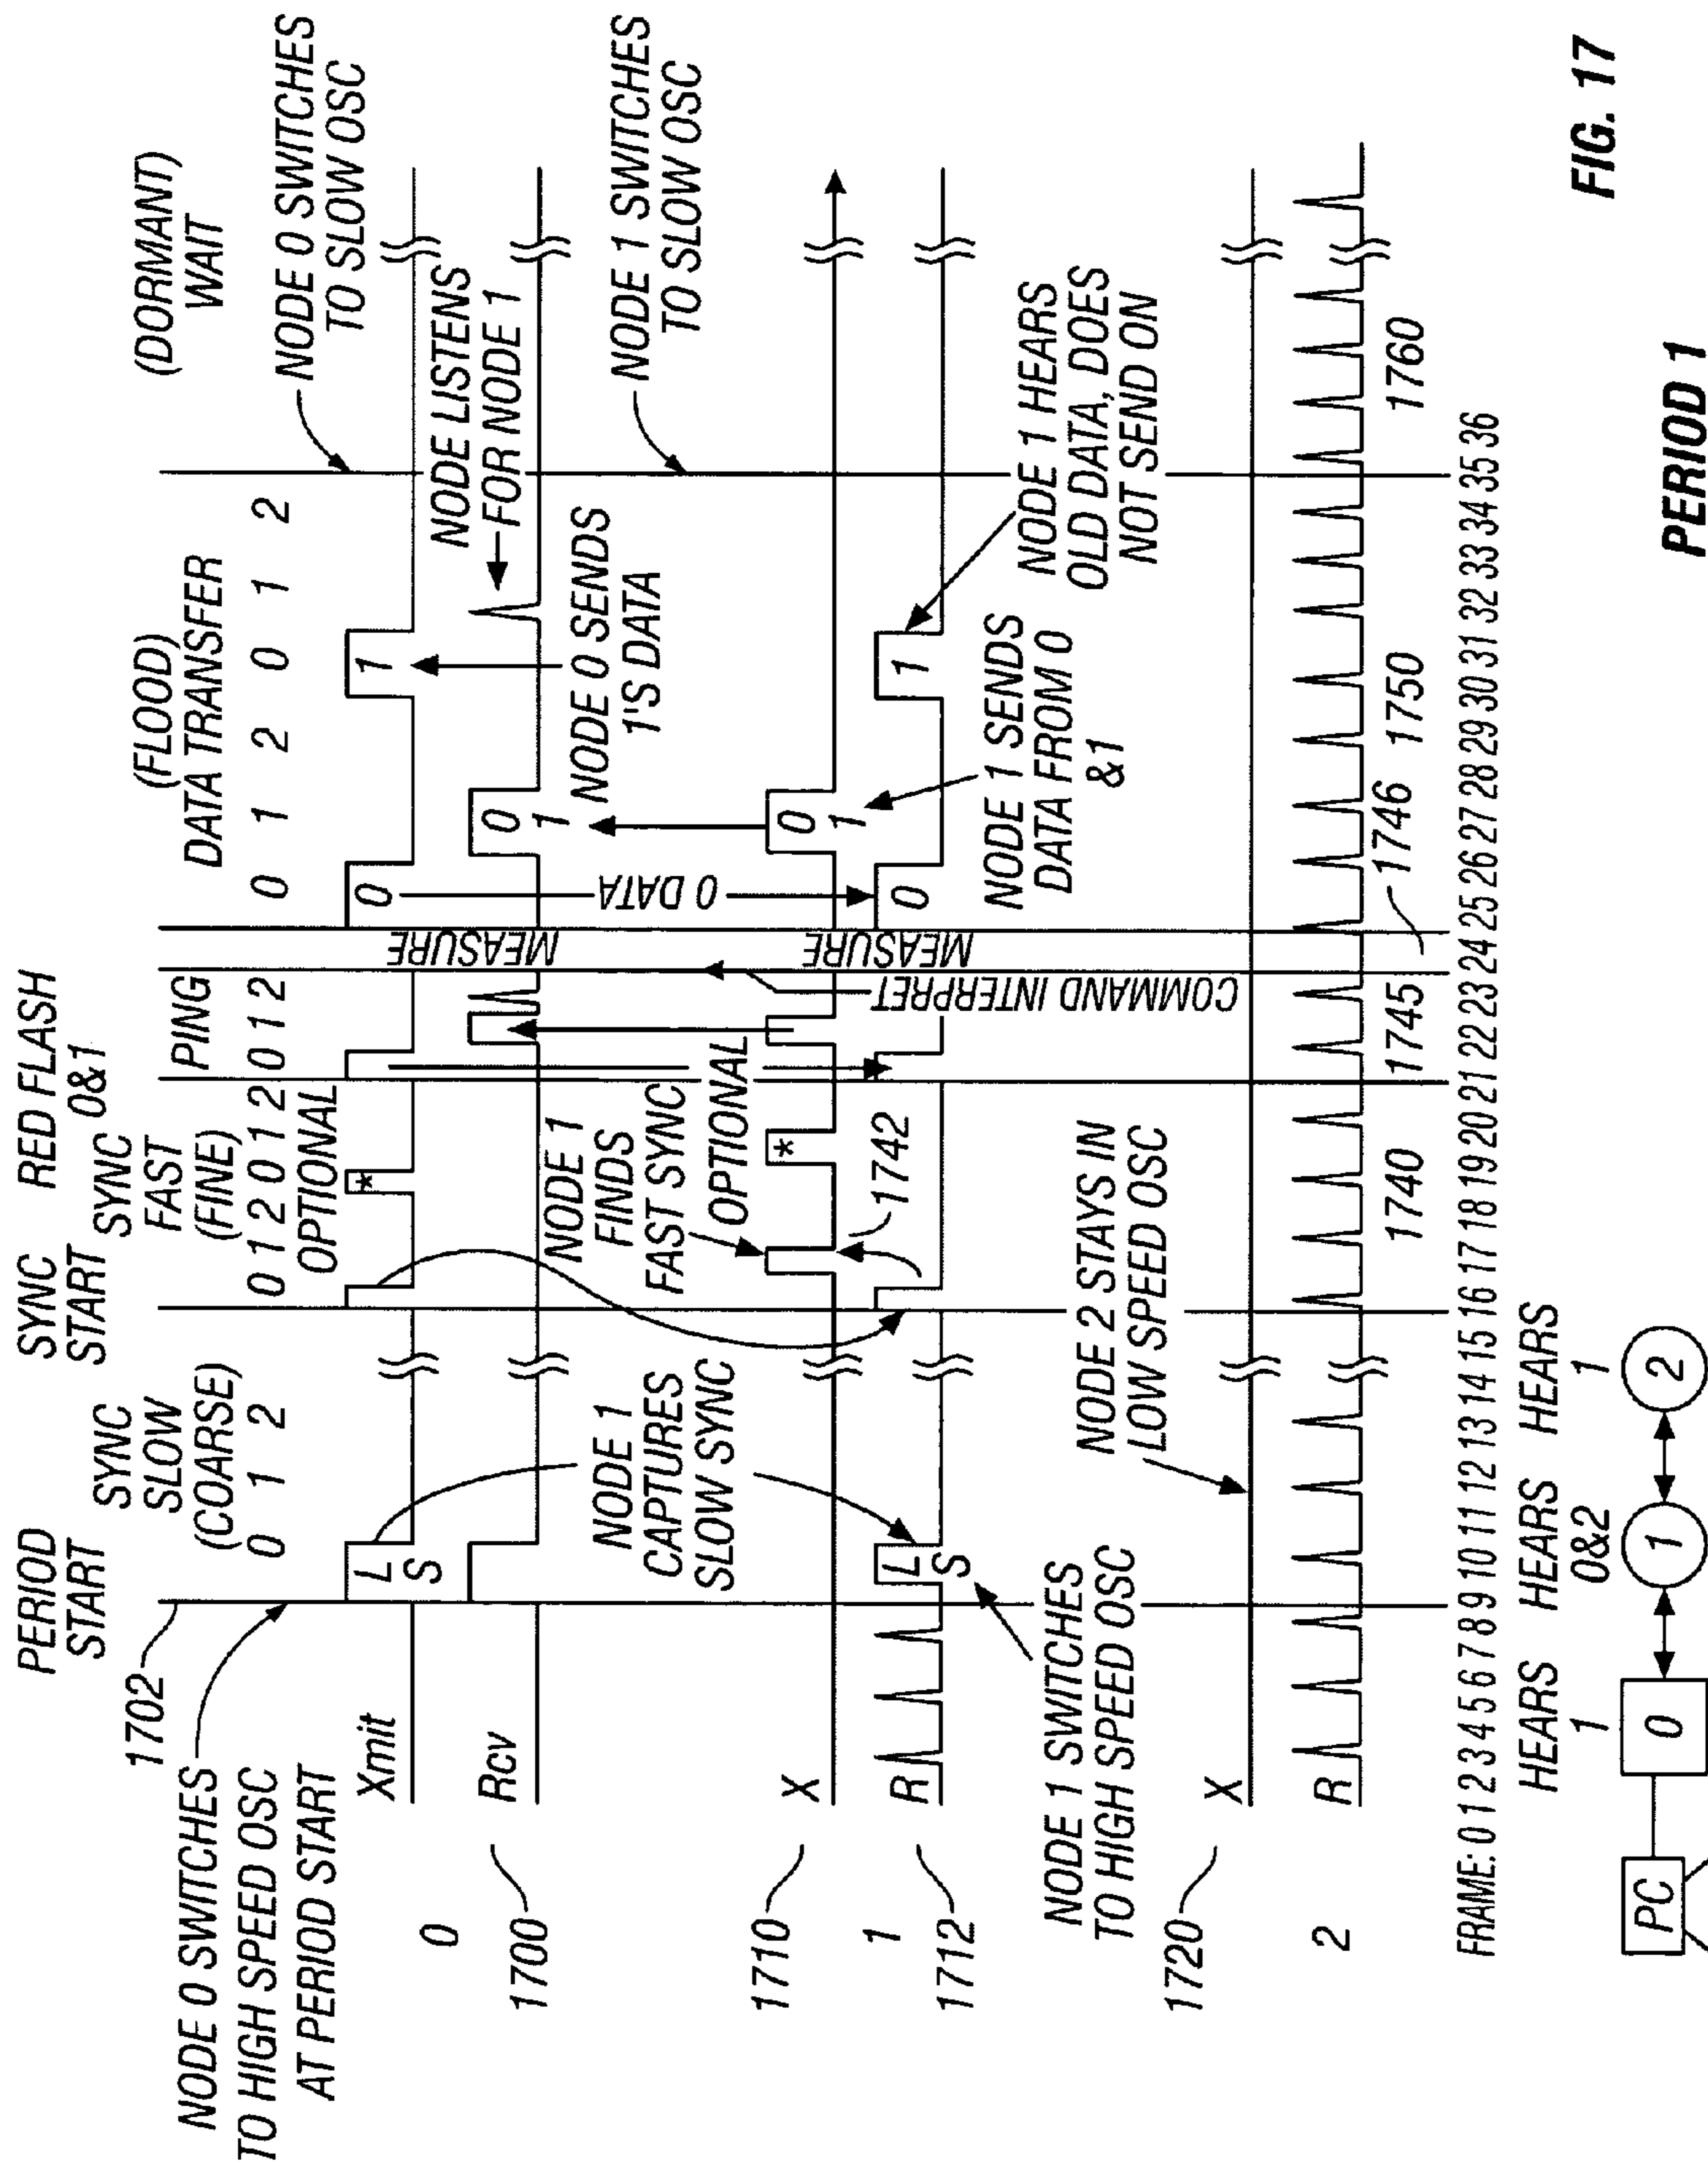 PERIOD
START
SYNC
SLOW
(COARSE)
0 1 2
SYNC
START
SYNC
FAST
(FINE)
0 1 2 0 1 2
OPTIONAL
RED FLASH
0&1
PING
0 1 2
(FLOOD)
DATA TRANSFER
0 1 2 0 1 2
(DORMANT)
WAIT
1702
NODE 0 SWITCHES
TO HIGH SPEED OSC
AT PERIOD START
NODE 0 SWITCHES
TO SLOW OSC
0
Xmit
L
S
*
MEASURE
0
1
Rcv
1700
0
1
NODE LISTENS
FOR NODE 1
NODE 1
CAPTURES
SLOW SYNC
NODE 1
FINDS
FAST SYNC
OPTIONAL
0 DATA
NODE 0 SENDS
1'S DATA
NODE 1 SWITCHES
TO SLOW OSC
1710
X
*
MEASURE
0
1
1
1712
R
L
S
1742
COMMAND INTERPRET
0
1
NODE 1 SWITCHES
TO HIGH SPEED OSC
NODE 2 STAYS IN
LOW SPEED OSC
NODE 1 SENDS
DATA FROM 0
&1
NODE 1 HEARS
OLD DATA, DOES
NOT SEND ON
1720
X
2
R
1740
1745
1746
1750
1760
FRAME: 0 1 2 3 4 5 6 7 8 9 10 11 12 13 14 15 16 17 18 19 20 21 22 23 24 25 26 27 28 29 30 31 32 33 34 35 36
HEARS
1
HEARS
0&2
HEARS
1
PC
0
1
2
PERIOD 1
FIG. 17